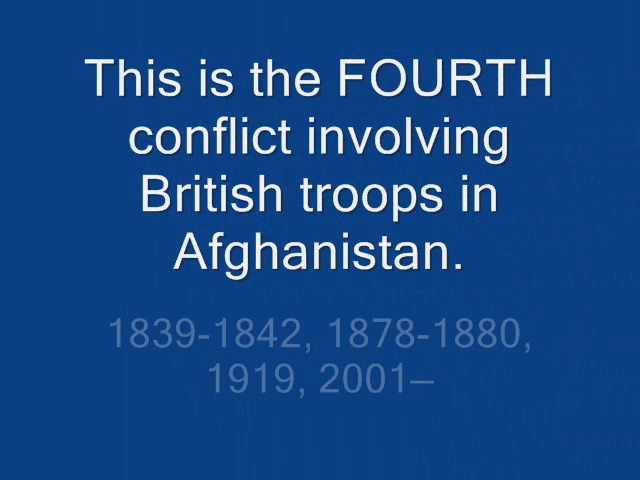 This is the FOURTH
conflict involving
British troops in
Afghanistan.
1839-1842, 1878-1880,
1919, 2001–